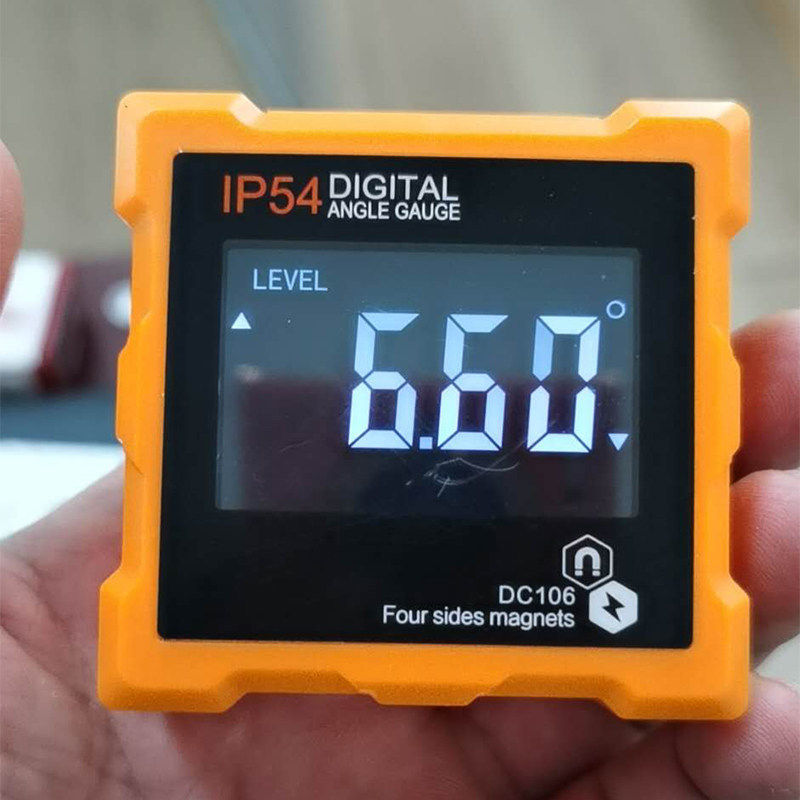 IP54 DIGITAL
ANGLE GAUGE
LEVEL
6.60°
DC106
Four sides magnets